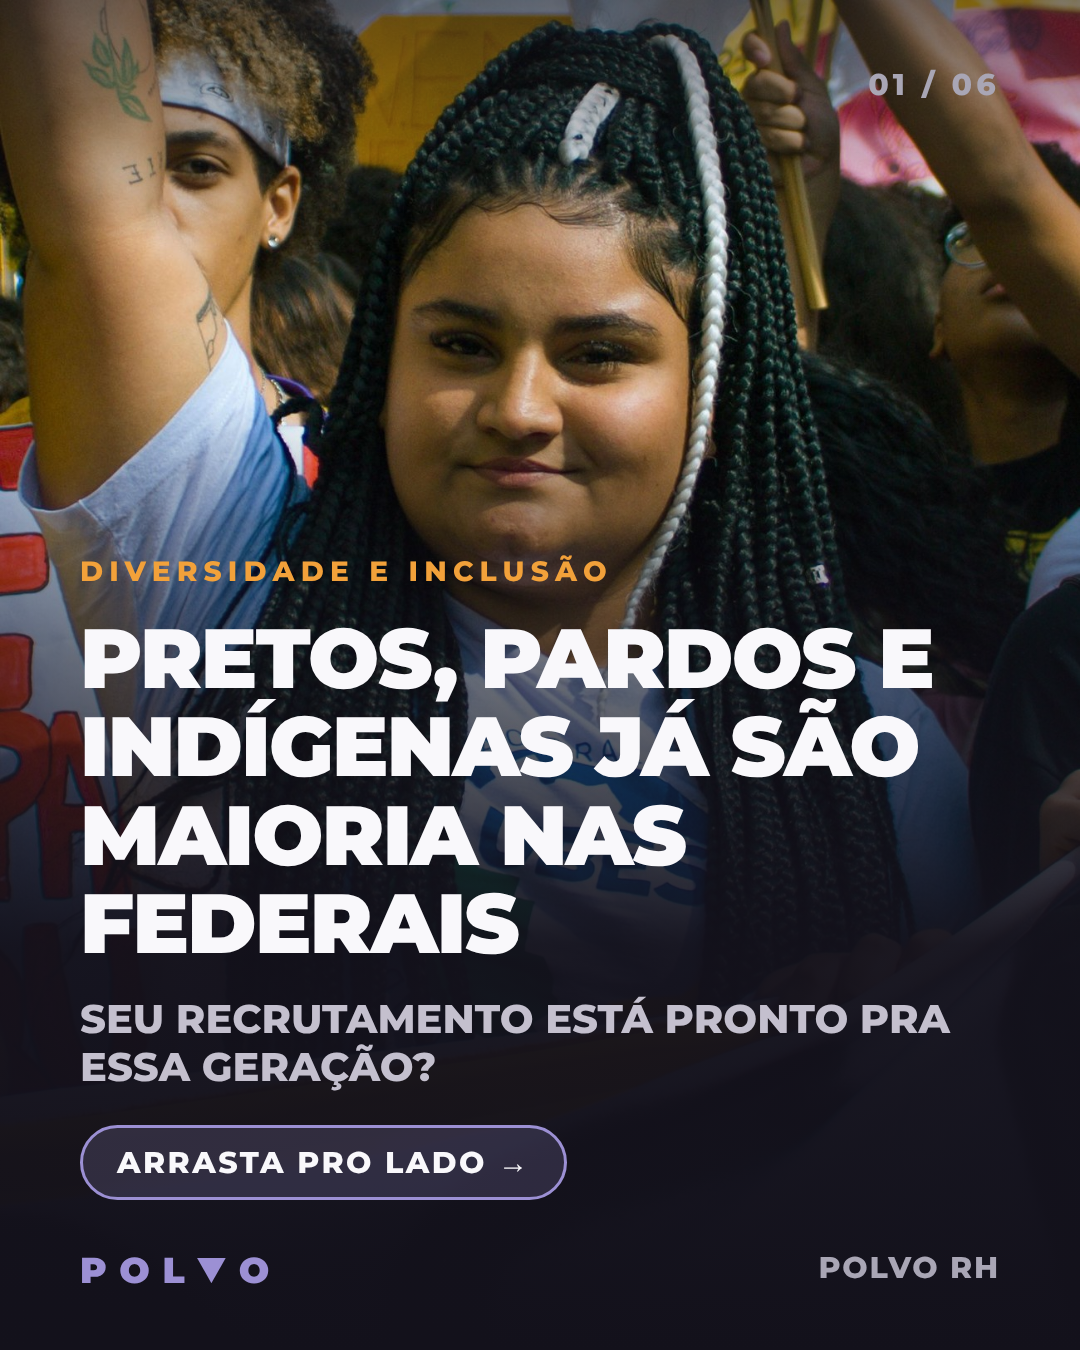 01 / 06
DIVERSIDADE E INCLUSÃO
PRETOS, PARDOS E
INDÍGENAS JÁ SÃO
MAIORIA NAS
FEDERAIS
SEU RECRUTAMENTO ESTÁ PRONTO PRA
ESSA GERAÇÃO?
ARRASTA PRO LADO →
POLVO
POLVO RH